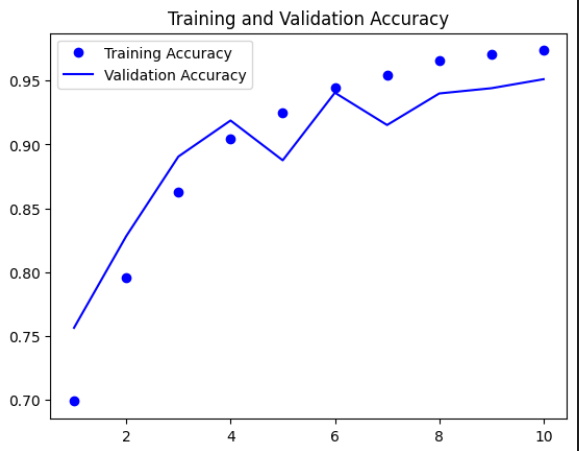 Training and Validation Accuracy
Training Accuracy
Validation Accuracy
0.95
0.90
0.85
0.80
0.75
0.70
2 4 6 8 10